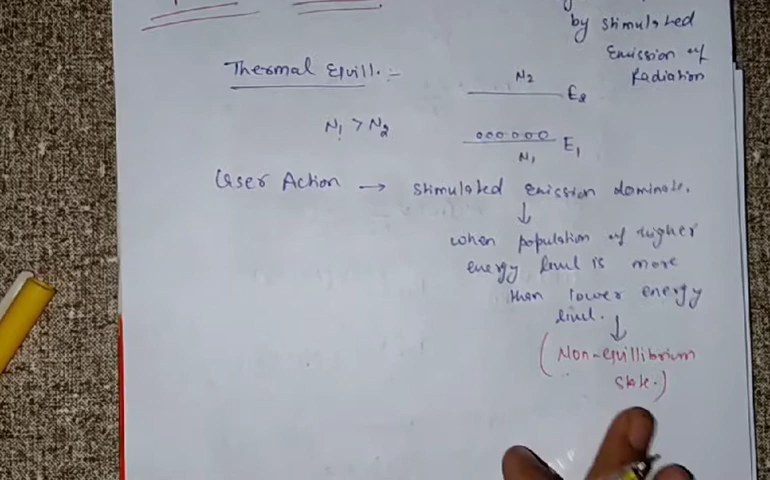 by stimulated
Emission of
Radiation
Thermal Equill. :-
N2
E2
N1 > N2
E1
N1
Laser Action → stimulated Emission dominate.
↓
when population of higher
energy level is more
than lower energy
level. ↓
(Non-equillibrium
state.)